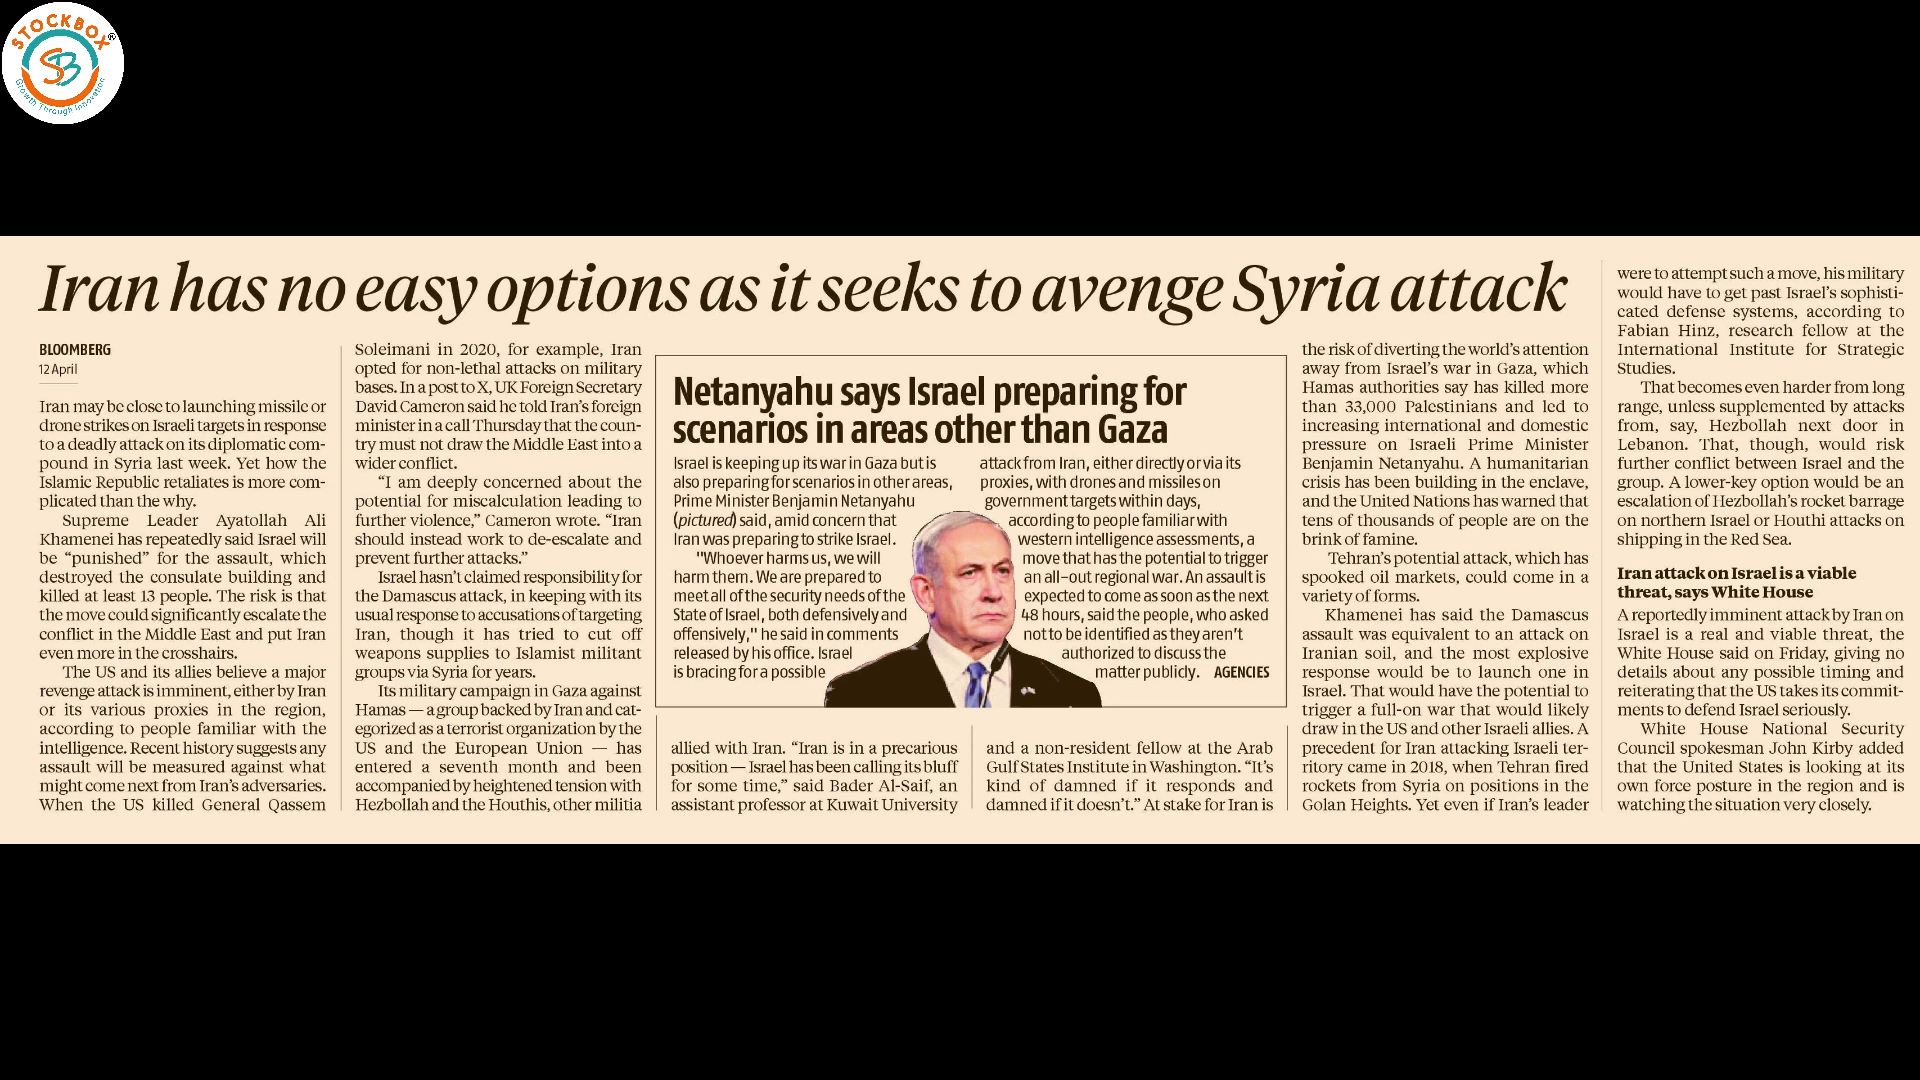 STOCKBOX®
SB
Growth Through Innovation
Iran has no easy options as it seeks to avenge Syria attack
BLOOMBERG
12 April
Iran may be close to launching missile or
drone strikes on Israeli targets in response
to a deadly attack on its diplomatic com-
pound in Syria last week. Yet how the
Islamic Republic retaliates is more com-
plicated than the why.
Supreme Leader Ayatollah Ali
Khamenei has repeatedly said Israel will
be “punished” for the assault, which
destroyed the consulate building and
killed at least 13 people. The risk is that
the move could significantly escalate the
conflict in the Middle East and put Iran
even more in the crosshairs.
The US and its allies believe a major
revenge attack is imminent, either by Iran
or its various proxies in the region,
according to people familiar with the
intelligence. Recent history suggests any
assault will be measured against what
might come next from Iran’s adversaries.
When the US killed General Qassem
Soleimani in 2020, for example, Iran
opted for non-lethal attacks on military
bases. In a post to X, UK Foreign Secretary
David Cameron said he told Iran’s foreign
minister in a call Thursday that the coun-
try must not draw the Middle East into a
wider conflict.
“I am deeply concerned about the
potential for miscalculation leading to
further violence,” Cameron wrote. “Iran
should instead work to de-escalate and
prevent further attacks.”
Israel hasn’t claimed responsibility for
the Damascus attack, in keeping with its
usual response to accusations of targeting
Iran, though it has tried to cut off
weapons supplies to Islamist militant
groups via Syria for years.
Its military campaign in Gaza against
Hamas — a group backed by Iran and cat-
egorized as a terrorist organization by the
US and the European Union — has
entered a seventh month and been
accompanied by heightened tension with
Hezbollah and the Houthis, other militia
allied with Iran. “Iran is in a precarious
position — Israel has been calling its bluff
for some time,” said Bader Al-Saif, an
assistant professor at Kuwait University
and a non-resident fellow at the Arab
Gulf States Institute in Washington. “It’s
kind of damned if it responds and
damned if it doesn’t.” At stake for Iran is
the risk of diverting the world’s attention
away from Israel’s war in Gaza, which
Hamas authorities say has killed more
than 33,000 Palestinians and led to
increasing international and domestic
pressure on Israeli Prime Minister
Benjamin Netanyahu. A humanitarian
crisis has been building in the enclave,
and the United Nations has warned that
tens of thousands of people are on the
brink of famine.
Tehran’s potential attack, which has
spooked oil markets, could come in a
variety of forms.
Khamenei has said the Damascus
assault was equivalent to an attack on
Iranian soil, and the most explosive
response would be to launch one in
Israel. That would have the potential to
trigger a full-on war that would likely
draw in the US and other Israeli allies. A
precedent for Iran attacking Israeli ter-
ritory came in 2018, when Tehran fired
rockets from Syria on positions in the
Golan Heights. Yet even if Iran’s leader
were to attempt such a move, his military
would have to get past Israel’s sophisti-
cated defense systems, according to
Fabian Hinz, research fellow at the
International Institute for Strategic
Studies.
That becomes even harder from long
range, unless supplemented by attacks
from, say, Hezbollah next door in
Lebanon. That, though, would risk
further conflict between Israel and the
group. A lower-key option would be an
escalation of Hezbollah’s rocket barrage
on northern Israel or Houthi attacks on
shipping in the Red Sea.
Iran attack on Israel is a viable
threat, says White House
A reportedly imminent attack by Iran on
Israel is a real and viable threat, the
White House said on Friday, giving no
details about any possible timing and
reiterating that the US takes its commit-
ments to defend Israel seriously.
White House National Security
Council spokesman John Kirby added
that the United States is looking at its
own force posture in the region and is
watching the situation very closely.
Netanyahu says Israel preparing for
scenarios in areas other than Gaza
Israel is keeping up its war in Gaza but is
also preparing for scenarios in other areas,
Prime Minister Benjamin Netanyahu
(pictured) said, amid concern that
Iran was preparing to strike Israel.
"Whoever harms us, we will
harm them. We are prepared to
meet all of the security needs of the
State of Israel, both defensively and
offensively," he said in comments
released by his office. Israel
is bracing for a possible
attack from Iran, either directly or via its
proxies, with drones and missiles on
government targets within days,
according to people familiar with
western intelligence assessments, a
move that has the potential to trigger
an all-out regional war. An assault is
expected to come as soon as the next
48 hours, said the people, who asked
not to be identified as they aren’t
authorized to discuss the
matter publicly. AGENCIES